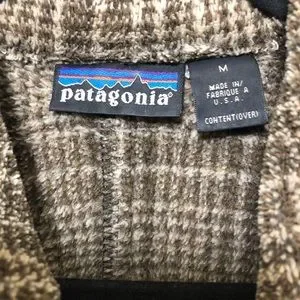 patagonia®
M
MADE IN/
FABRIQUE A
U.S.A.
CONTENT(OVER)